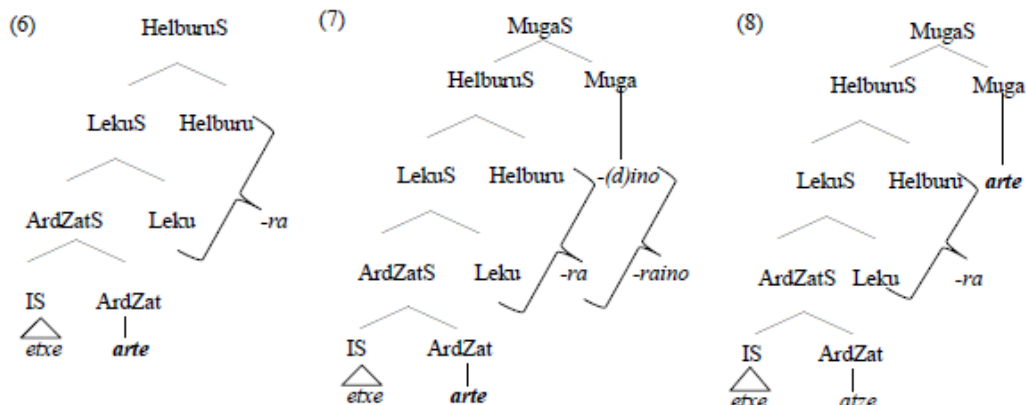 (6)
HelburuS
LekuS Helburu
ArdZatS Leku -ra
IS ArdZat
etxe arte
(7)
MugaS
HelburuS Muga
LekuS Helburu -(d)ino
ArdZatS Leku -ra -raino
IS ArdZat
etxe arte
(8)
MugaS
HelburuS Muga
LekuS Helburu arte
ArdZatS Leku -ra
IS ArdZat
etxe atze